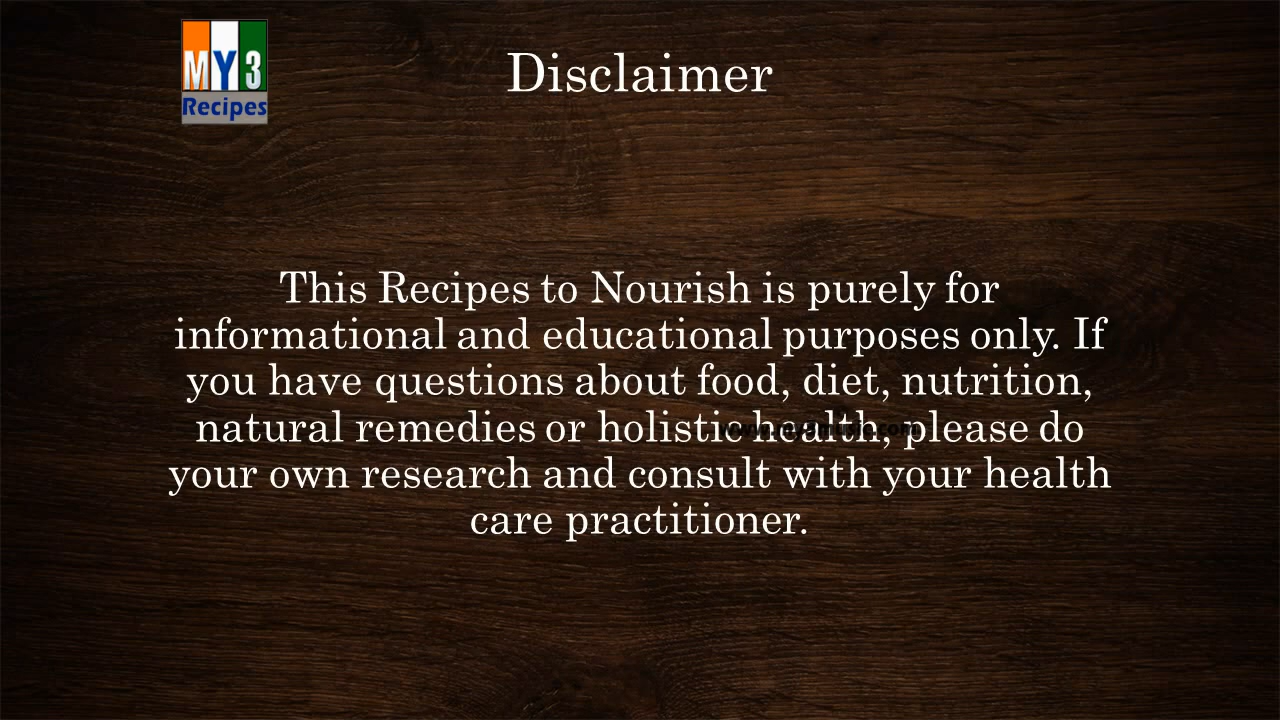 MY3
Recipes
Disclaimer
This Recipes to Nourish is purely for
informational and educational purposes only. If
you have questions about food, diet, nutrition,
natural remedies or holistic health, please do
your own research and consult with your health
care practitioner.